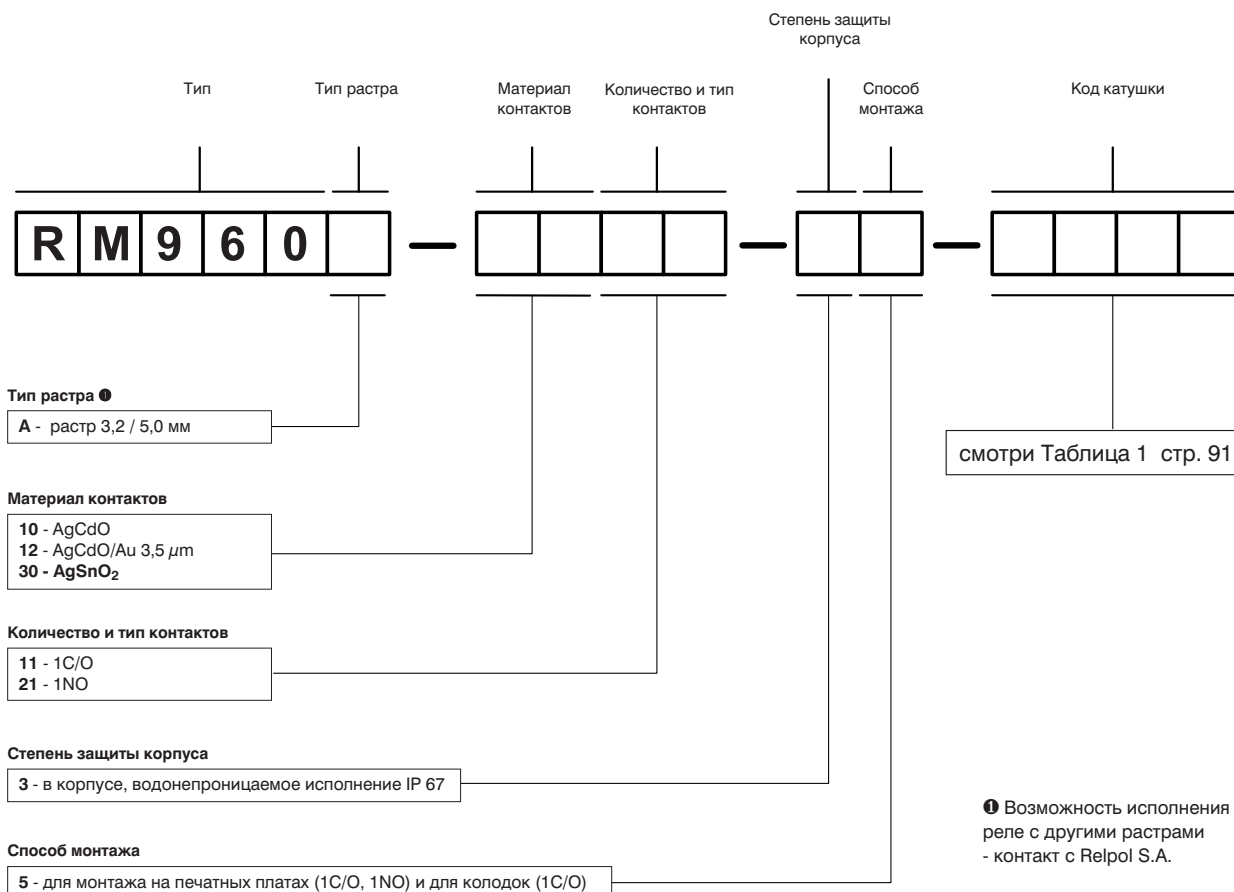 Степень защиты
корпуса
Тип
Тип растра
Материал
контактов
Количество и тип
контактов
Способ
монтажа
Код катушки
R M 9 6 0 — — —
Тип растра ❶
A - растр 3,2 / 5,0 мм
смотри Таблица 1 стр. 91
Материал контактов
10 - AgCdO
12 - AgCdO/Au 3,5 µm
30 - AgSnO₂
Количество и тип контактов
11 - 1C/O
21 - 1NO
Степень защиты корпуса
3 - в корпусе, водонепроницаемое исполнение IP 67
❶ Возможность исполнения
реле с другими растрами
- контакт с Relpol S.A.
Способ монтажа
5 - для монтажа на печатных платах (1C/O, 1NO) и для колодок (1C/O)